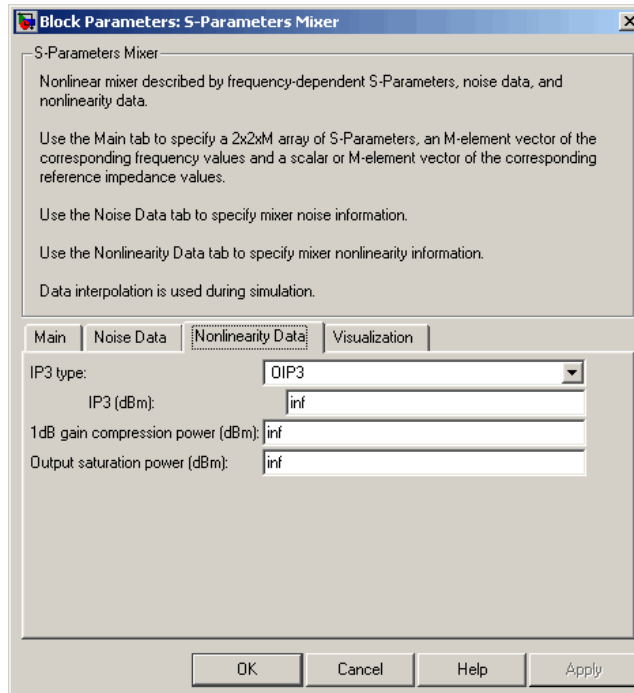 Block Parameters: S-Parameters Mixer
S-Parameters Mixer
Nonlinear mixer described by frequency-dependent S-Parameters, noise data, and
nonlinearity data.
Use the Main tab to specify a 2x2xM array of S-Parameters, an M-element vector of the
corresponding frequency values and a scalar or M-element vector of the corresponding
reference impedance values.
Use the Noise Data tab to specify mixer noise information.
Use the Nonlinearity Data tab to specify mixer nonlinearity information.
Data interpolation is used during simulation.
Main Noise Data Nonlinearity Data Visualization
IP3 type: OIP3
IP3 (dBm): inf
1dB gain compression power (dBm): inf
Output saturation power (dBm): inf
OK Cancel Help Apply